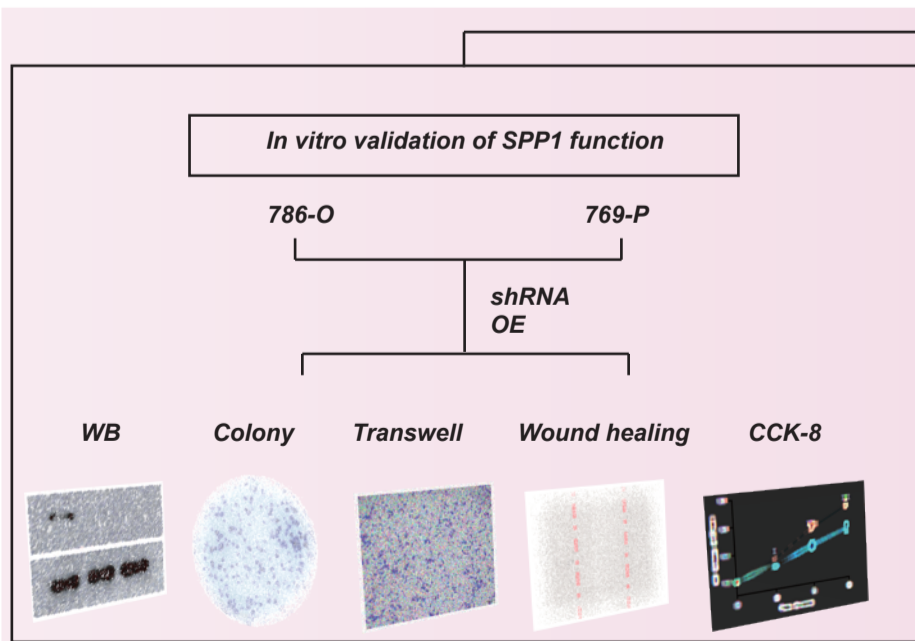 In vitro validation of SPP1 function
786-O 769-P
shRNA
OE
WB Colony Transwell Wound healing CCK-8